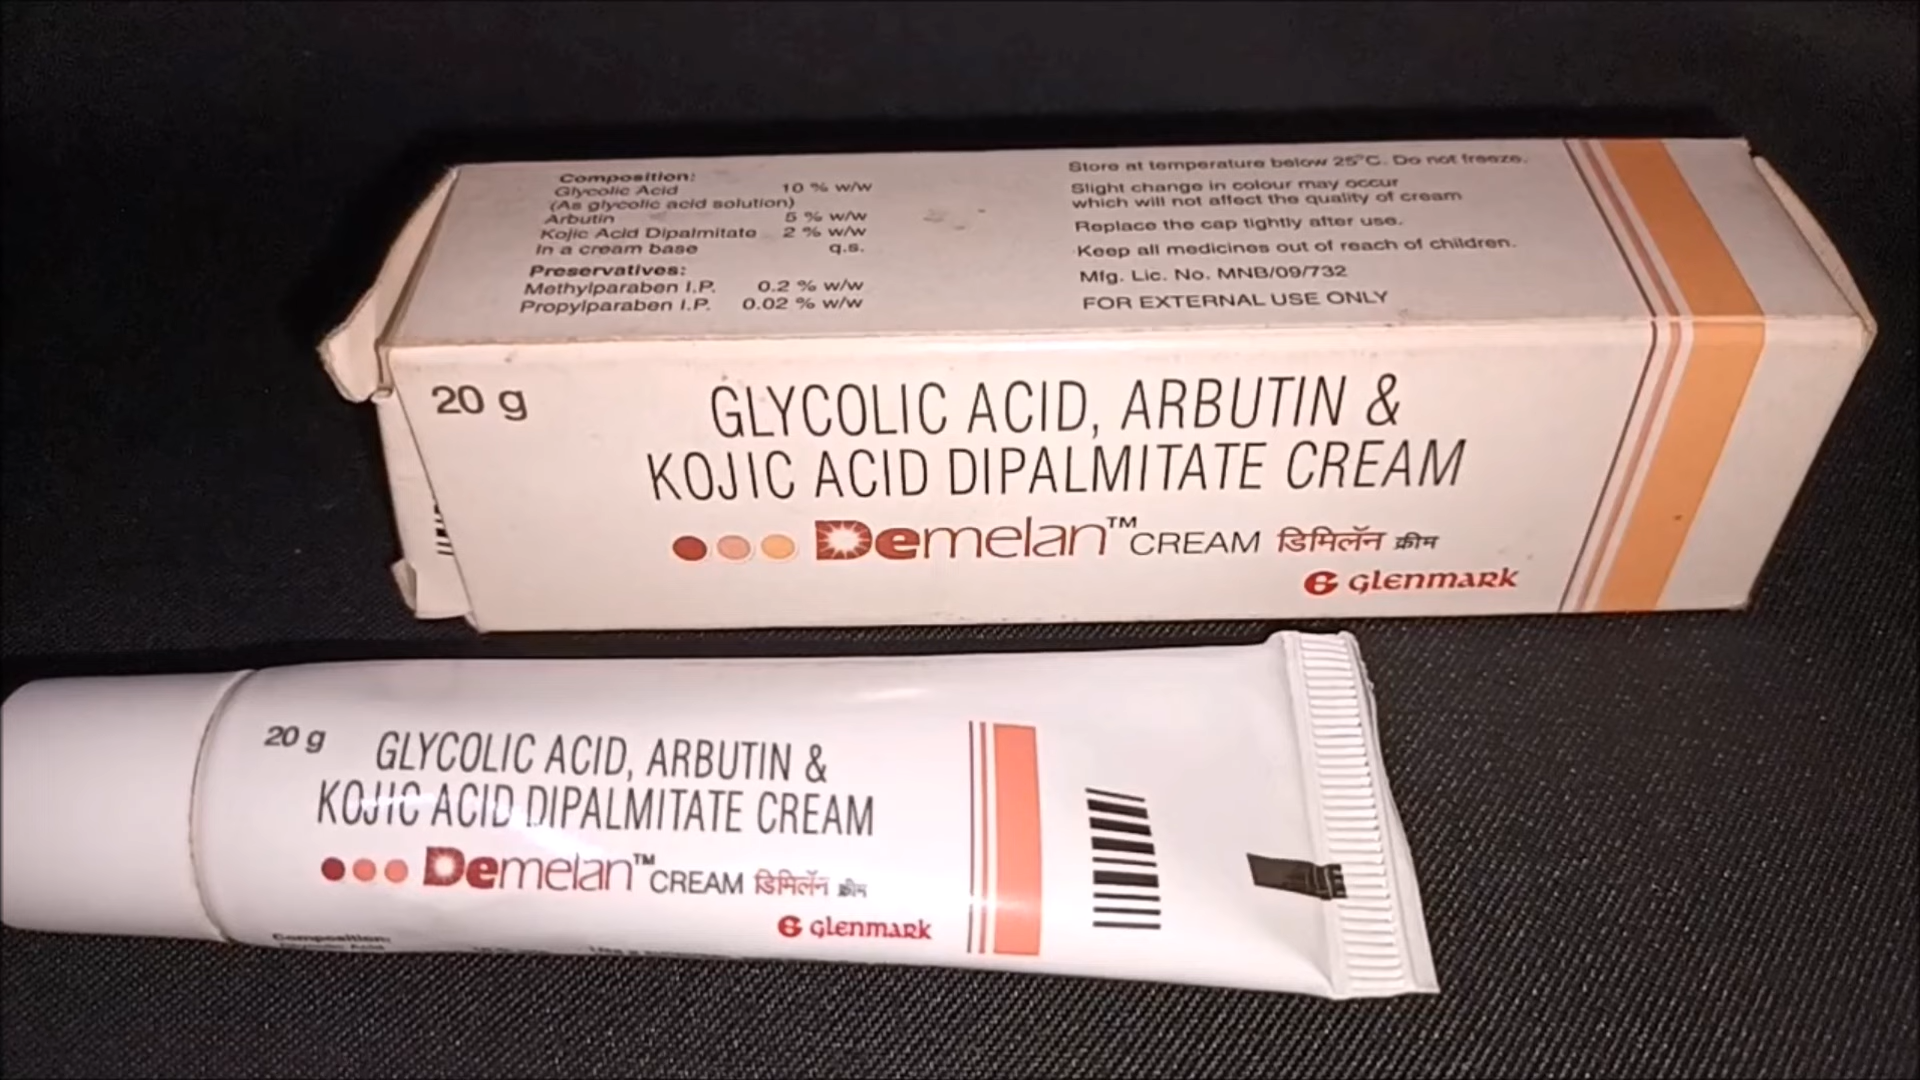 Composition:
Glycolic Acid 10 % w/w
(As glycolic acid solution)
Arbutin 5 % w/w
Kojic Acid Dipalmitate 2 % w/w
In a cream base q.s.
Preservatives:
Methylparaben I.P. 0.2 % w/w
Propylparaben I.P. 0.02 % w/w
Store at temperature below 25°C. Do not freeze.
Slight change in colour may occur
which will not affect the quality of cream
Replace the cap tightly after use.
Keep all medicines out of reach of children.
Mfg. Lic. No. MNB/09/732
FOR EXTERNAL USE ONLY
20 g
GLYCOLIC ACID, ARBUTIN &
KOJIC ACID DIPALMITATE CREAM
Demelan™ CREAM डिमिलॅन क्रीम
Glenmark
20 g
GLYCOLIC ACID, ARBUTIN &
KOJIC ACID DIPALMITATE CREAM
Demelan™ CREAM डिमिलॅन क्रीम
Glenmark
Composition: